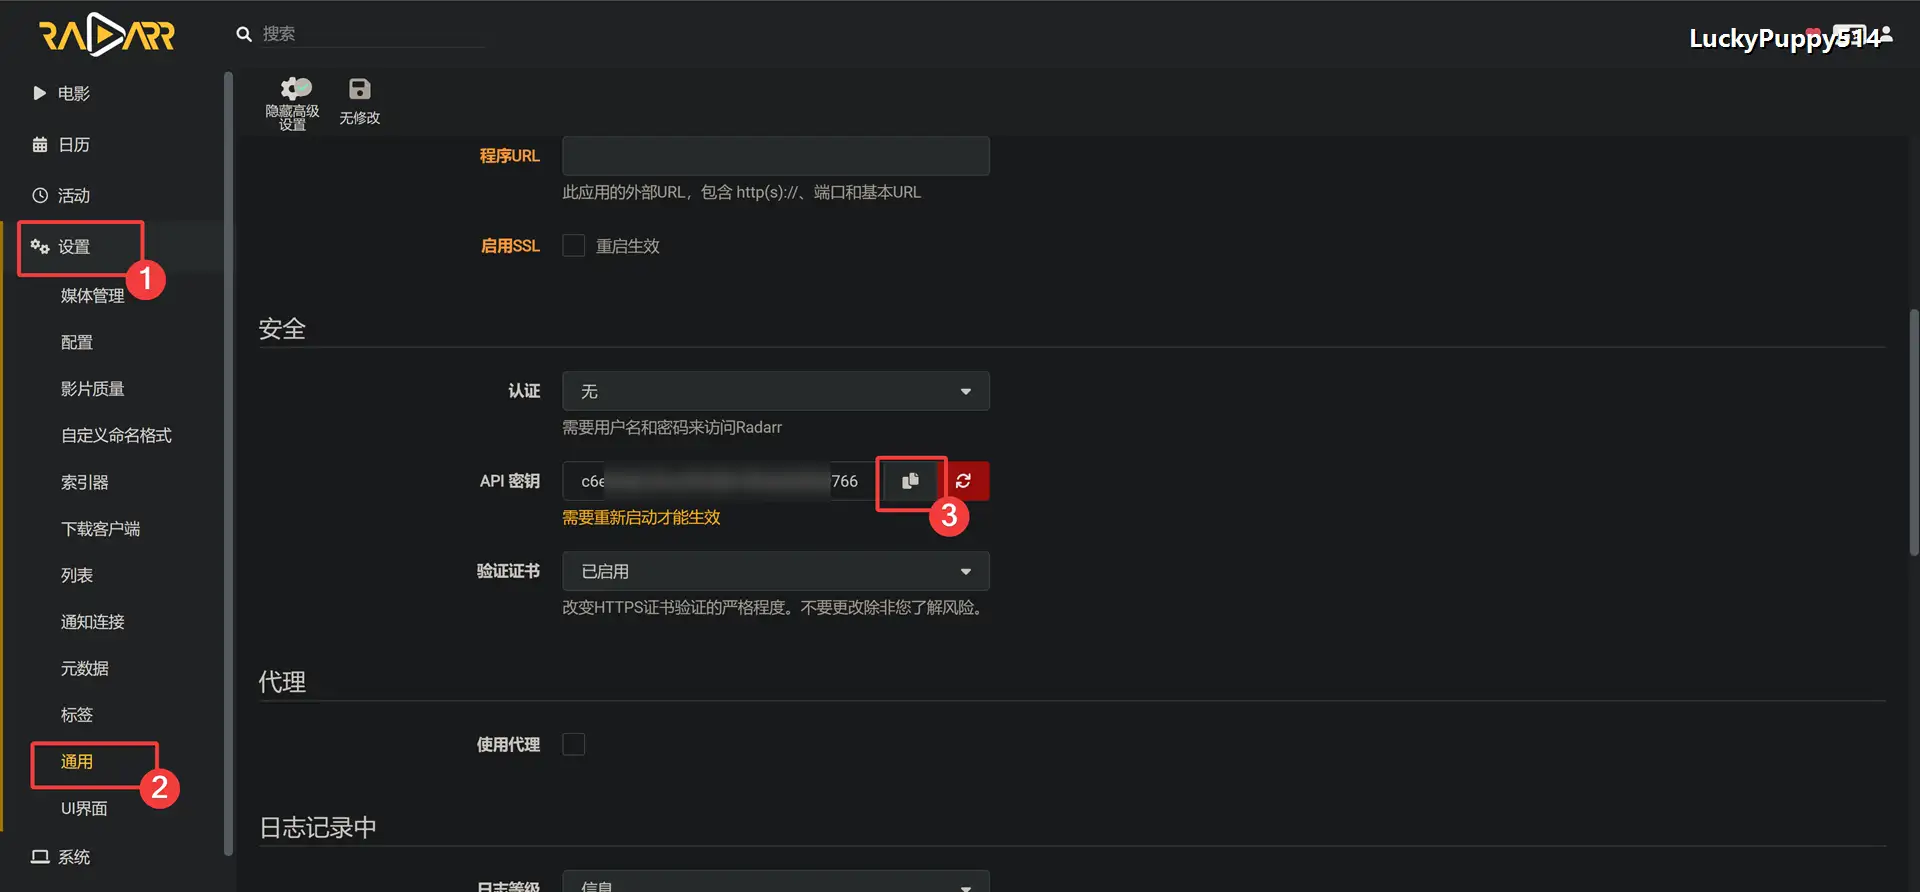 RADARR
搜索
LuckyPuppy514
电影
日历
活动
设置
1
媒体管理
配置
影片质量
自定义命名格式
索引器
下载客户端
列表
通知连接
元数据
标签
通用
2
UI界面
系统
隐藏高级
设置
无修改
程序URL
此应用的外部URL，包含 http(s)://、端口和基本URL
启用SSL
重启生效
安全
认证
无
需要用户名和密码来访问Radarr
API 密钥
c6e
766
3
需要重新启动才能生效
验证证书
已启用
改变HTTPS证书验证的严格程度。不要更改除非您了解风险。
代理
使用代理
日志记录中
日志等级
信息